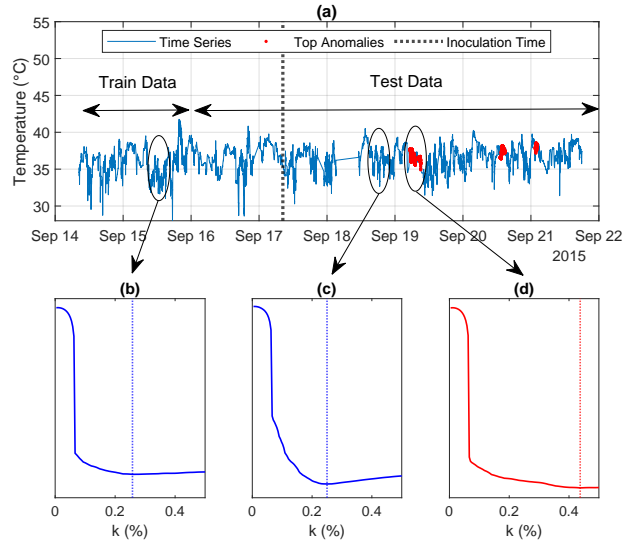 (a)
55
50
45
40
35
30
Temperature (°C)
Time Series
Top Anomalies
Inoculation Time
Train Data
Test Data
Sep 14
Sep 15
Sep 16
Sep 17
Sep 18
Sep 19
Sep 20
Sep 21
Sep 22
2015
(b)
(c)
(d)
0
0.2
0.4
k (%)
0
0.2
0.4
k (%)
0
0.2
0.4
k (%)